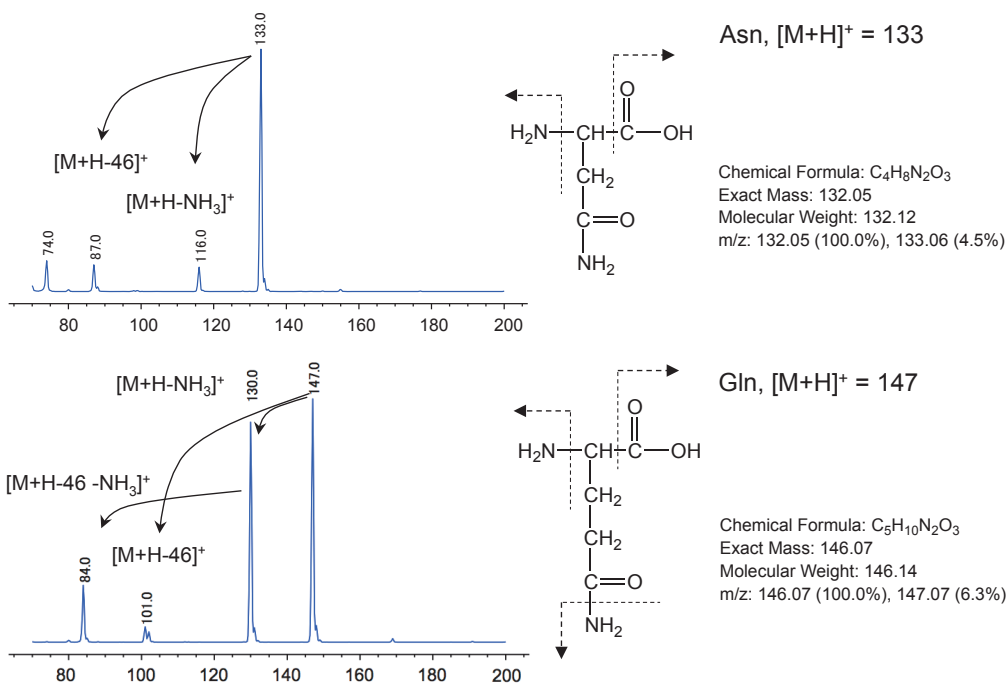 133.0
Asn, [M+H]⁺ = 133
[M+H-46]⁺
[M+H-NH₃]⁺
74.0
87.0
116.0
80 100 120 140 160 180 200
O
H₂N—CH—C—OH
CH₂
C=O
NH₂
Chemical Formula: C₄H₈N₂O₃
Exact Mass: 132.05
Molecular Weight: 132.12
m/z: 132.05 (100.0%), 133.06 (4.5%)
[M+H-NH₃]⁺
130.0
147.0
Gln, [M+H]⁺ = 147
[M+H-46 -NH₃]⁺
[M+H-46]⁺
84.0
101.0
80 100 120 140 160 180 200
O
H₂N—CH—C—OH
CH₂
CH₂
C=O
NH₂
Chemical Formula: C₅H₁₀N₂O₃
Exact Mass: 146.07
Molecular Weight: 146.14
m/z: 146.07 (100.0%), 147.07 (6.3%)